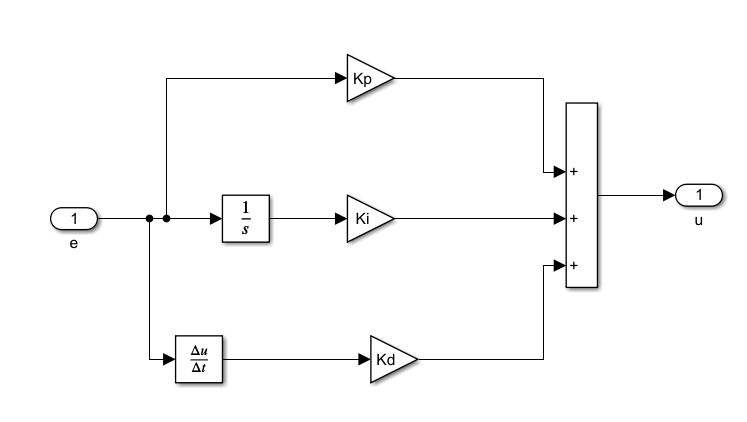 Kp
+
1
e
1
s
Ki
+
1
u
+
Δu
Δt
Kd